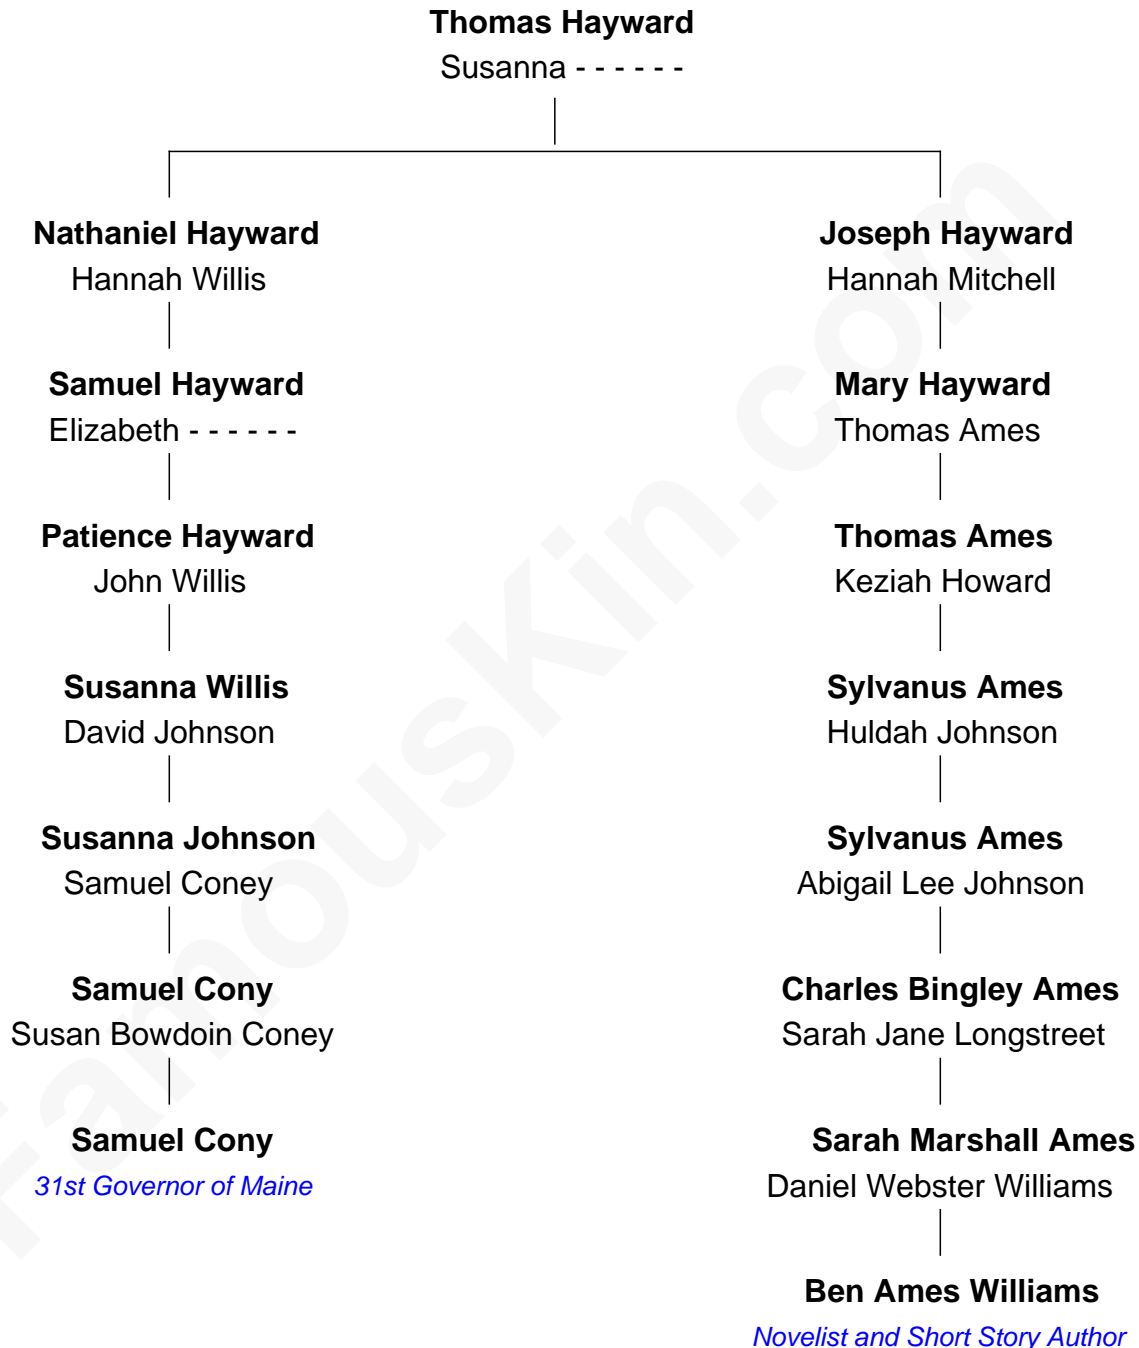 Thomas Hayward
Susanna - - - - - -
Nathaniel Hayward
Hannah Willis
Samuel Hayward
Elizabeth - - - - - -
Patience Hayward
John Willis
Susanna Willis
David Johnson
Susanna Johnson
Samuel Coney
Samuel Cony
Susan Bowdoin Coney
Samuel Cony
31st Governor of Maine
Joseph Hayward
Hannah Mitchell
Mary Hayward
Thomas Ames
Thomas Ames
Keziah Howard
Sylvanus Ames
Huldah Johnson
Sylvanus Ames
Abigail Lee Johnson
Charles Bingley Ames
Sarah Jane Longstreet
Sarah Marshall Ames
Daniel Webster Williams
Ben Ames Williams
Novelist and Short Story Author
FamousKin.com